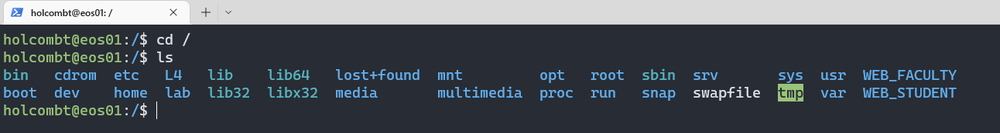 holcombt@eos01: /
holcombt@eos01:/$ cd /
holcombt@eos01:/$ ls
bin cdrom etc L4 lib lib64 lost+found mnt opt root sbin srv sys usr WEB_FACULTY
boot dev home lab lib32 libx32 media multimedia proc run snap swapfile tmp var WEB_STUDENT
holcombt@eos01:/$